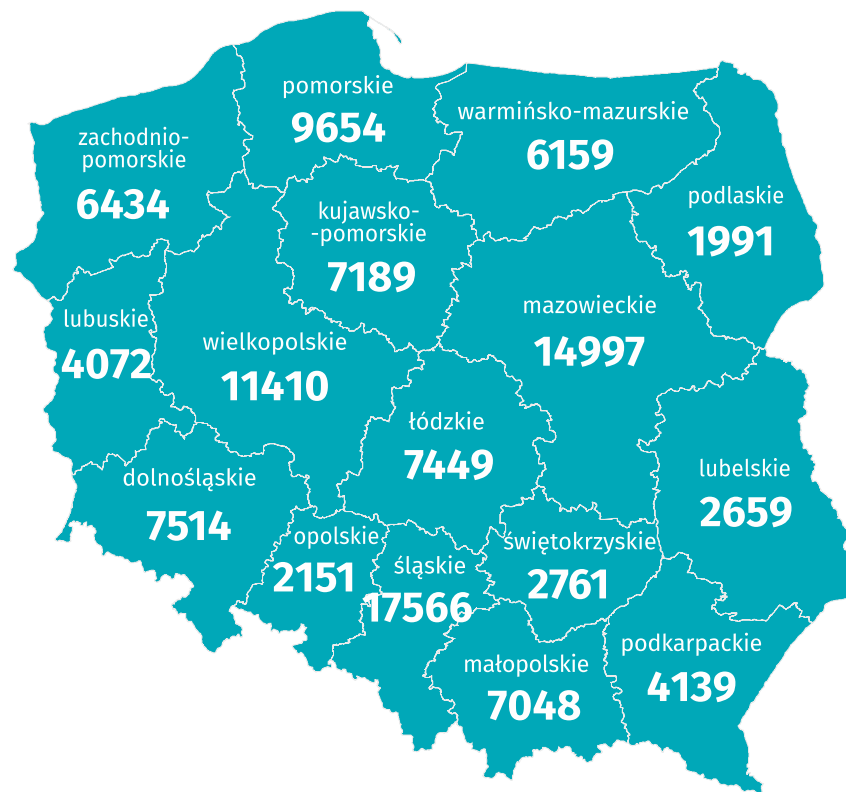 pomorskie
9654
warmińsko-mazurskie
6159
zachodnio-
pomorskie
6434
podlaskie
1991
kujawsko-
-pomorskie
7189
mazowieckie
14997
lubuskie
4072
wielkopolskie
11410
łódzkie
7449
lubelskie
2659
dolnośląskie
7514
opolskie
2151
śląskie
17566
świętokrzyskie
2761
małopolskie
7048
podkarpackie
4139